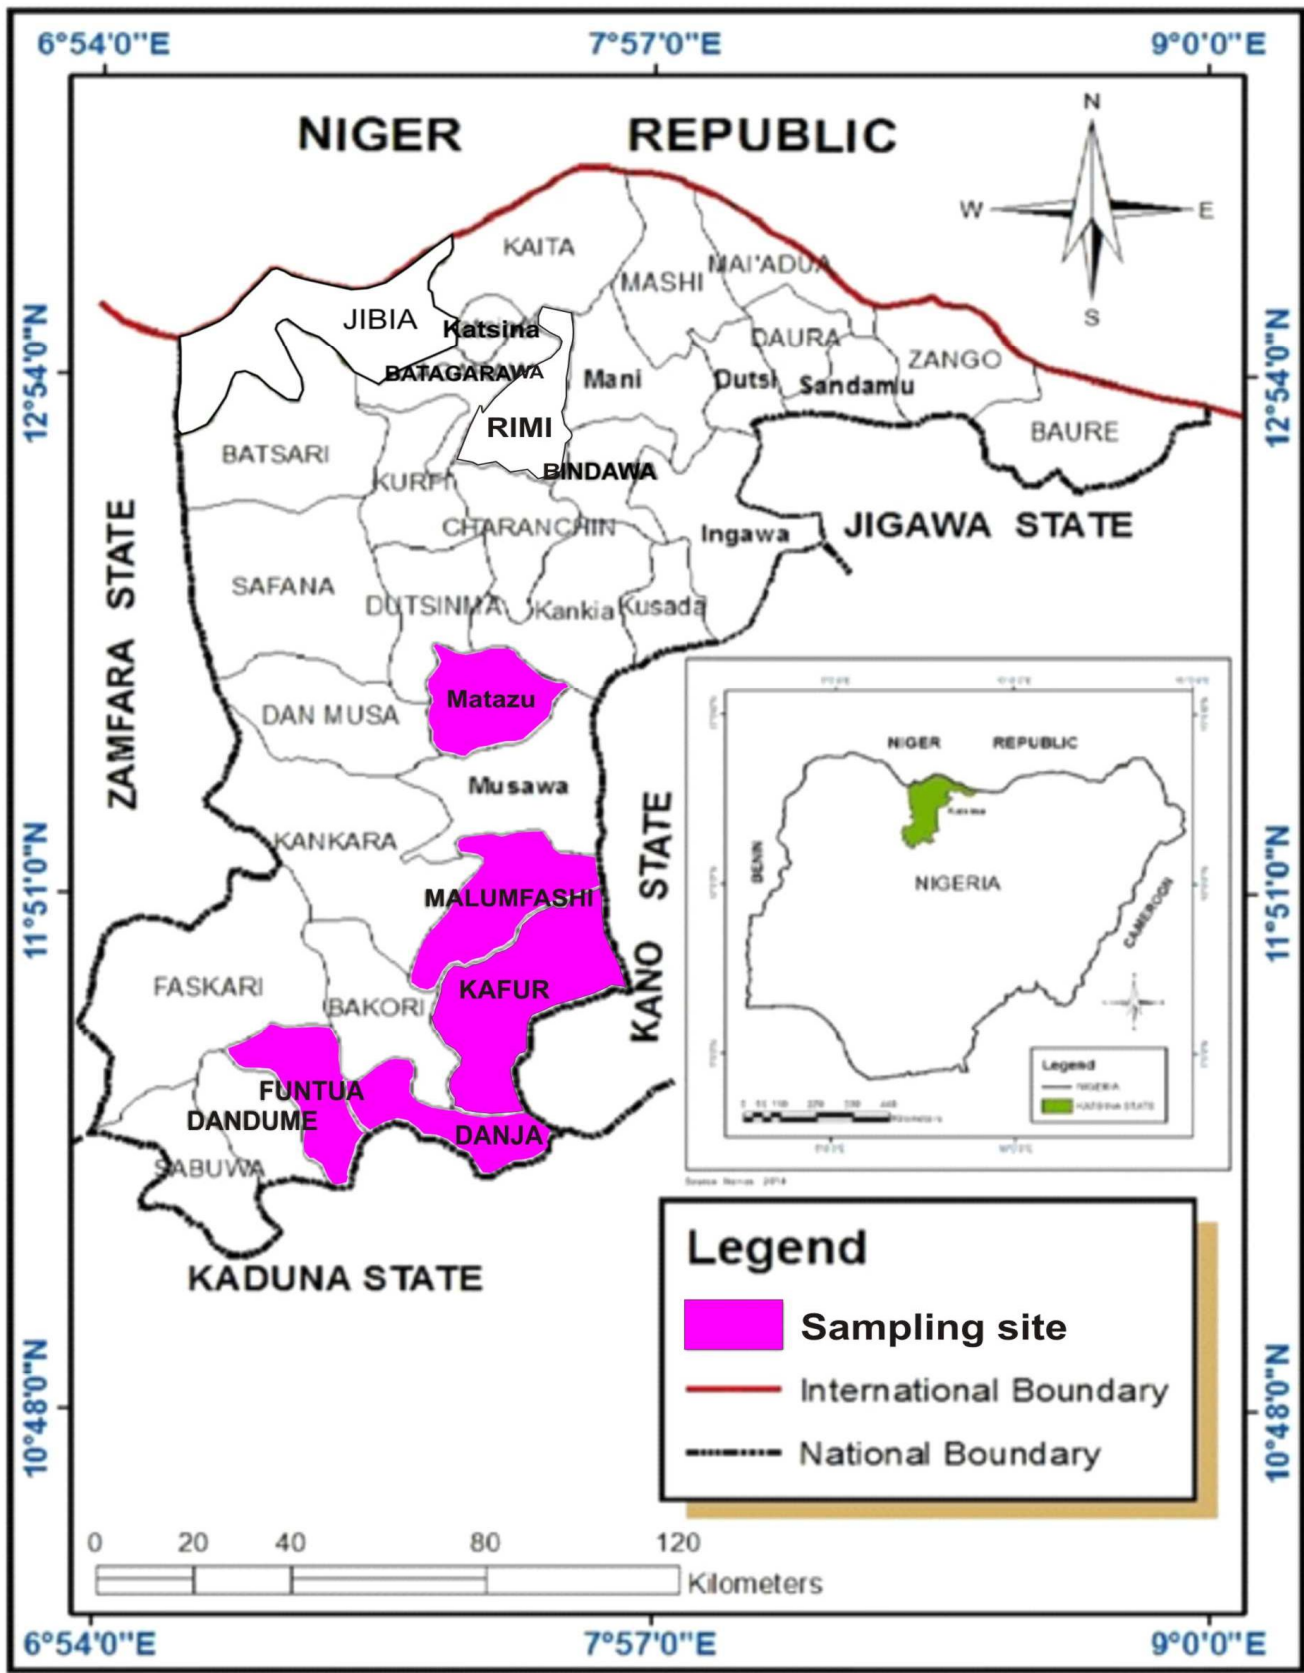 6°54'0"E 7°57'0"E 9°0'0"E
NIGER REPUBLIC
N
W E
S
KAITA
MASHI
MAI'ADUA
JIBIA
Katsina
DAURA
ZANGO
BATAGARAWA
Mani
Dutsi
Sandamu
RIMI
BAURE
BATSARI
BINDAWA
KURFI
CHARANCHIN
Ingawa
JIGAWA STATE
12°54'0"N
12°54'0"N
ZAMFARA STATE
SAFANA
DUTSINMA
Kankia
Kusada
Matazu
DAN MUSA
Musawa
KANKARA
KANO STATE
MALUMFASHI
11°51'0"N
11°51'0"N
FASKARI
BAKORI
KAFUR
FUNTUA
DANDUME
DANJA
SABUWA
KADUNA STATE
NIGER REPUBLIC
BENIN
NIGERIA
CAMEROON
Legend
NIGERIA
KATSINA STATE
Legend
Sampling site
International Boundary
National Boundary
10°48'0"N
10°48'0"N
0 20 40 80 120
Kilometers
6°54'0"E 7°57'0"E 9°0'0"E